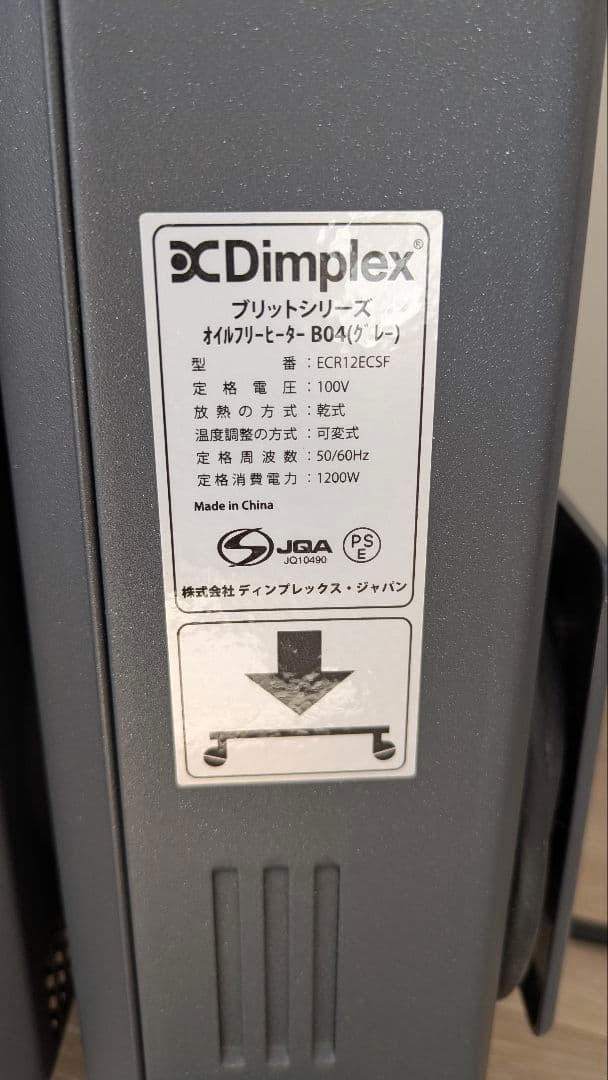 Dimplex®
ブリットシリーズ
オイルフリーヒーター B04(グレー)
型番：ECR12ECSF
定格電圧：100V
放熱の方式：乾式
温度調整の方式：可変式
定格周波数：50/60Hz
定格消費電力：1200W
Made in China
S JQA PSE
JQ10490
株式会社 ディンプレックス・ジャパン